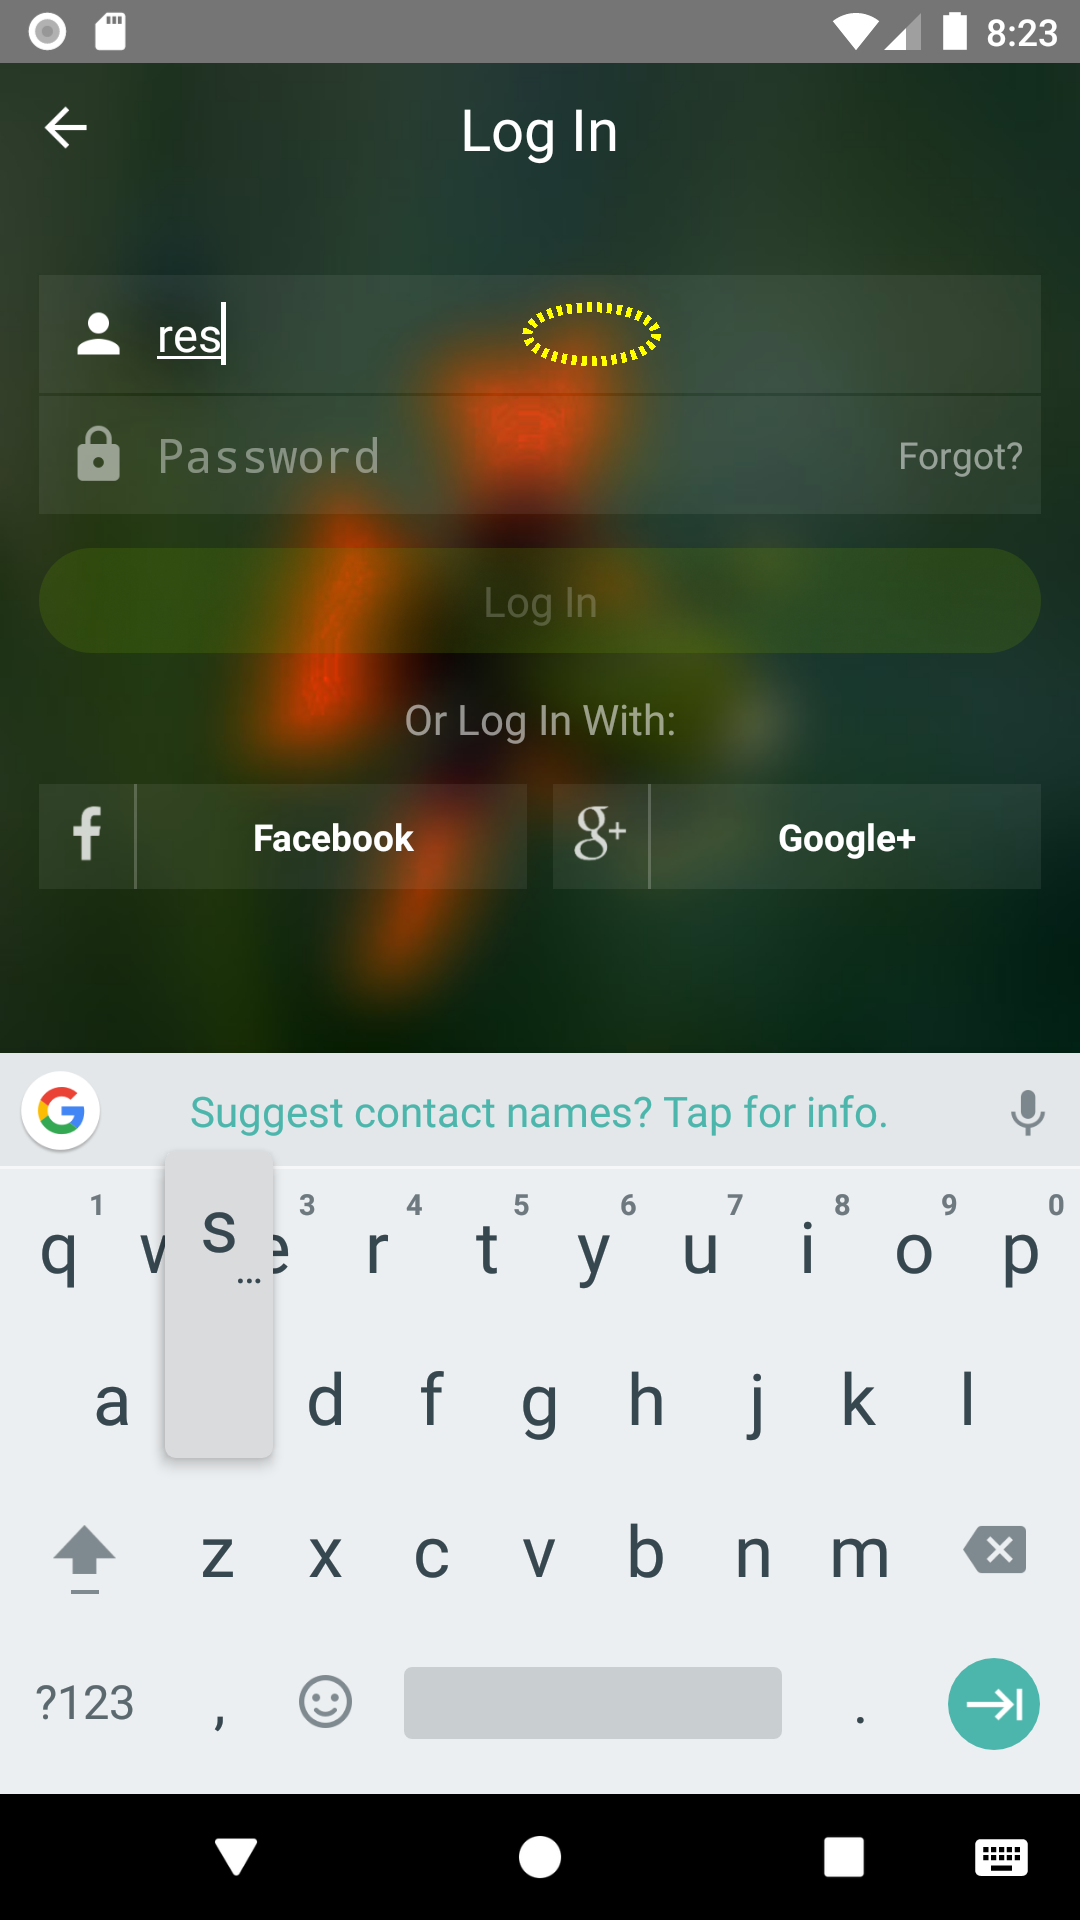 8:23
Log In
res
Password Forgot?
Log In
Or Log In With:
f Facebook g+ Google+
G Suggest contact names? Tap for info.
1 3 4 5 6 7 8 9 0
q s... e r t y u i o p
a d f g h j k l
z x c v b n m
?123 , .